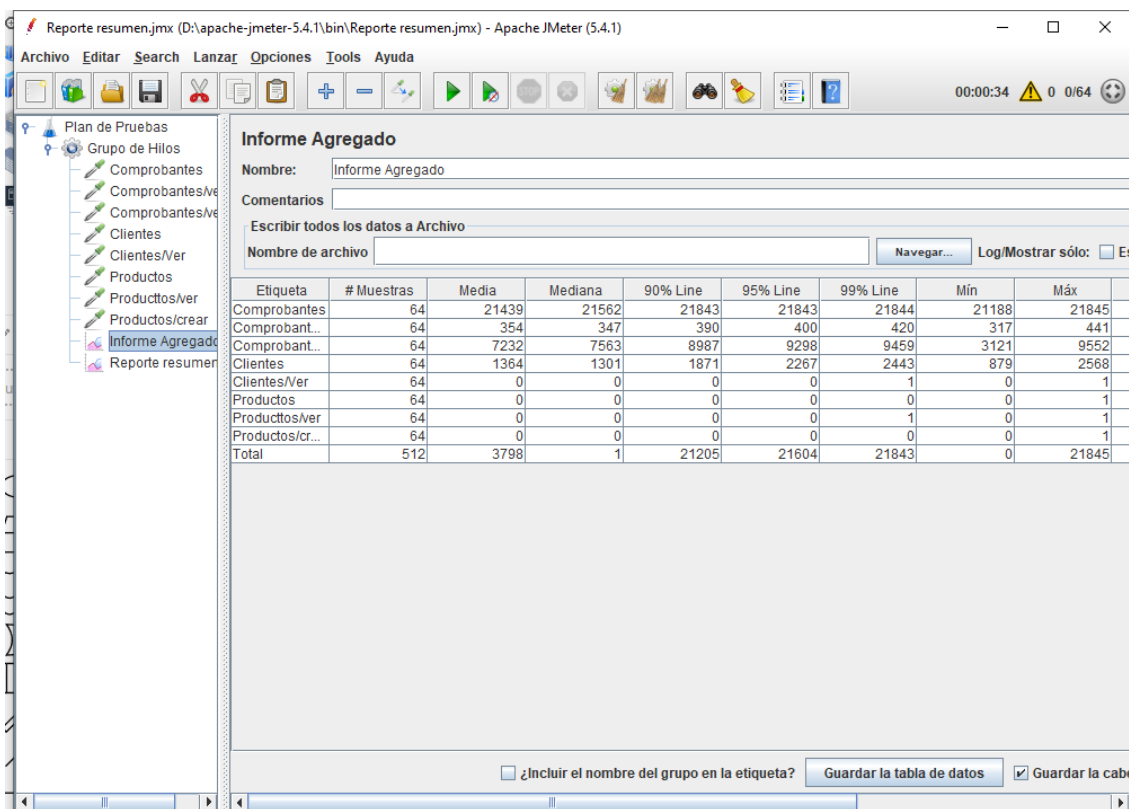 Reporte resumen.jmx (D:\apache-jmeter-5.4.1\bin\Reporte resumen.jmx) - Apache JMeter (5.4.1)
Archivo Editar Search Lanzar Opciones Tools Ayuda
STOP 00:00:34 0 0/64
Plan de Pruebas
Grupo de Hilos
Comprobantes
Comprobantes/ve
Comprobantes/ve
Clientes
Clientes/Ver
Productos
Producttos/ver
Productos/crear
Informe Agregado
Reporte resumen
Informe Agregado
Nombre: Informe Agregado
Comentarios
Escribir todos los datos a Archivo
Nombre de archivo Navegar... Log/Mostrar sólo: Es
Etiqueta # Muestras Media Mediana 90% Line 95% Line 99% Line Mín Máx
Comprobantes 64 21439 21562 21843 21843 21844 21188 21845
Comprobant... 64 354 347 390 400 420 317 441
Comprobant... 64 7232 7563 8987 9298 9459 3121 9552
Clientes 64 1364 1301 1871 2267 2443 879 2568
Clientes/Ver 64 0 0 0 0 1 0 1
Productos 64 0 0 0 0 0 0 1
Producttos/ver 64 0 0 0 0 1 0 1
Productos/cr... 64 0 0 0 0 0 0 1
Total 512 3798 1 21205 21604 21843 0 21845
¿Incluir el nombre del grupo en la etiqueta? Guardar la tabla de datos Guardar la cabe